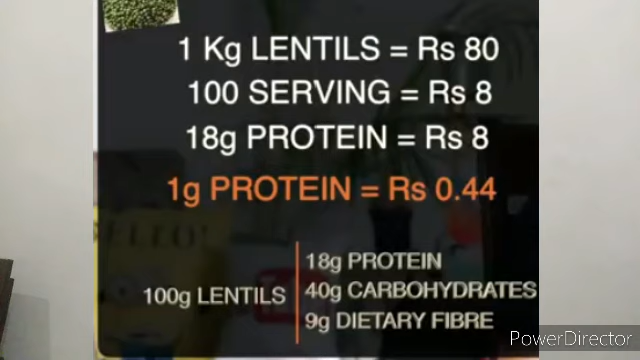 1 Kg LENTILS = Rs 80
100 SERVING = Rs 8
18g PROTEIN = Rs 8
1g PROTEIN = Rs 0.44
18g PROTEIN
100g LENTILS
40g CARBOHYDRATES
9g DIETARY FIBRE
PowerDirector